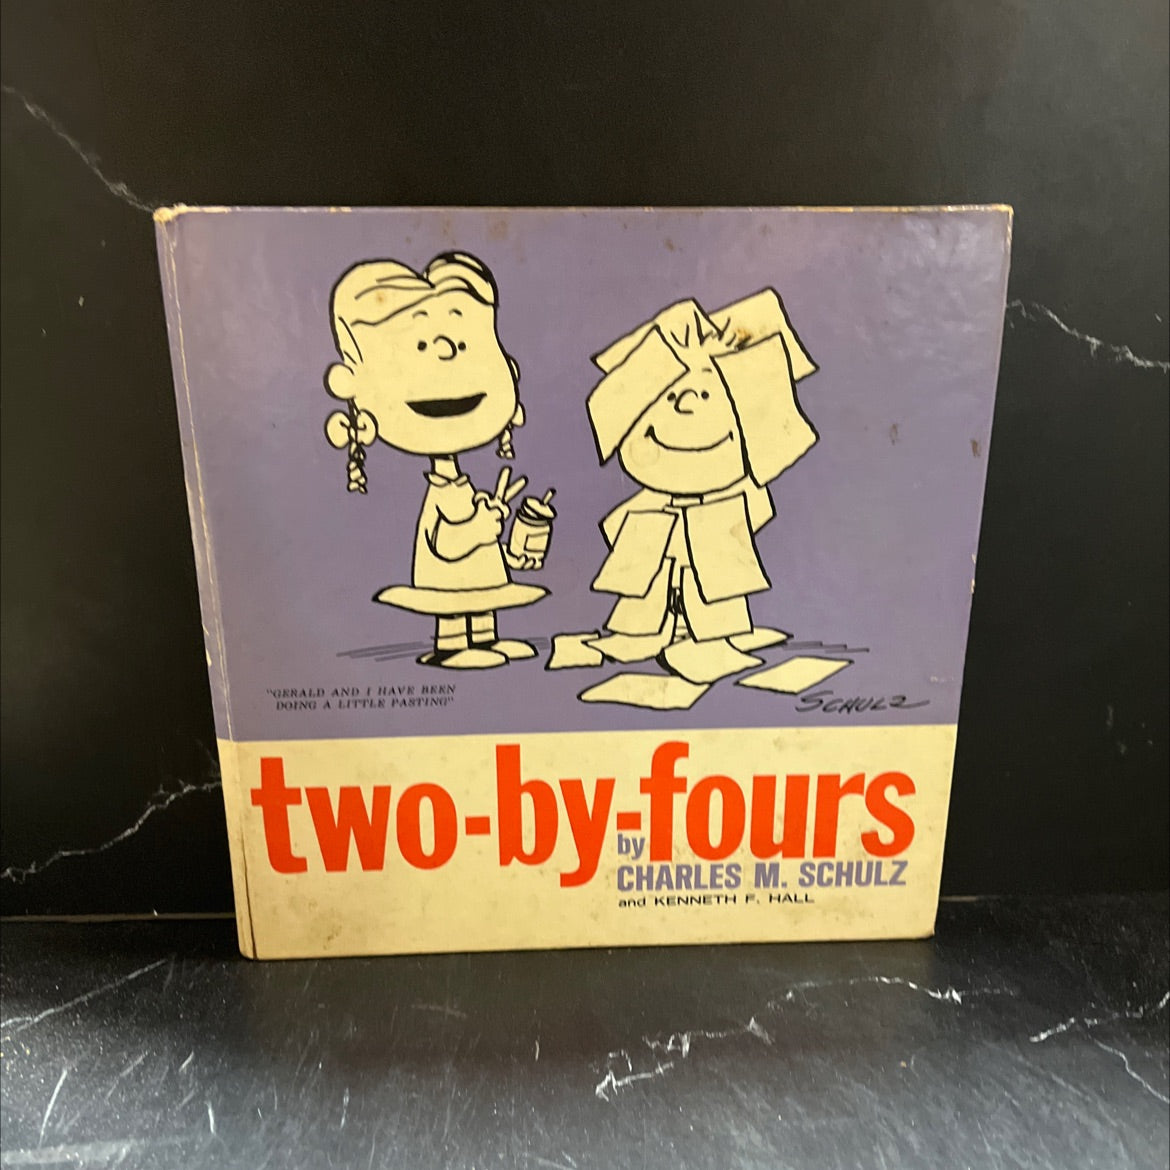 "GERALD AND I HAVE BEEN
DOING A LITTLE PASTING"
SCHULZ
two-by-fours
by
CHARLES M. SCHULZ
and KENNETH F. HALL